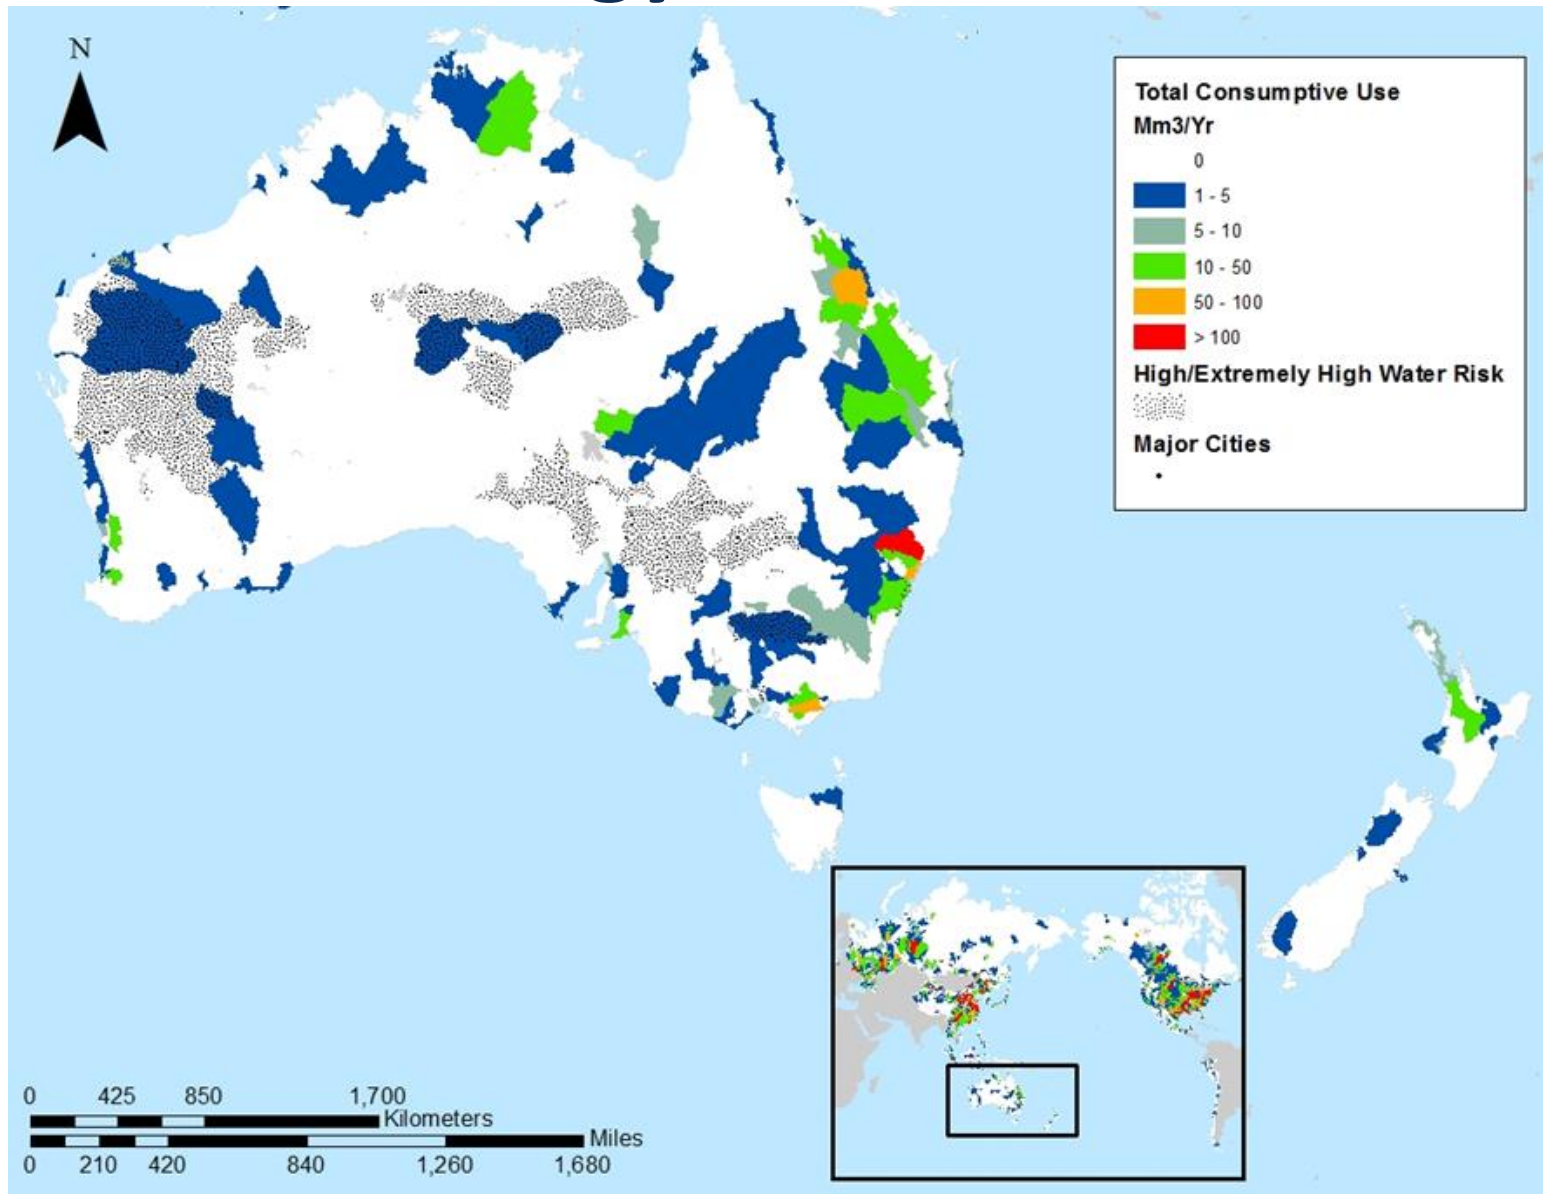 N
Total Consumptive Use
Mm3/Yr
0
1 - 5
5 - 10
10 - 50
50 - 100
> 100
High/Extremely High Water Risk
Major Cities
0 425 850 1,700
Kilometers
Miles
0 210 420 840 1,260 1,680